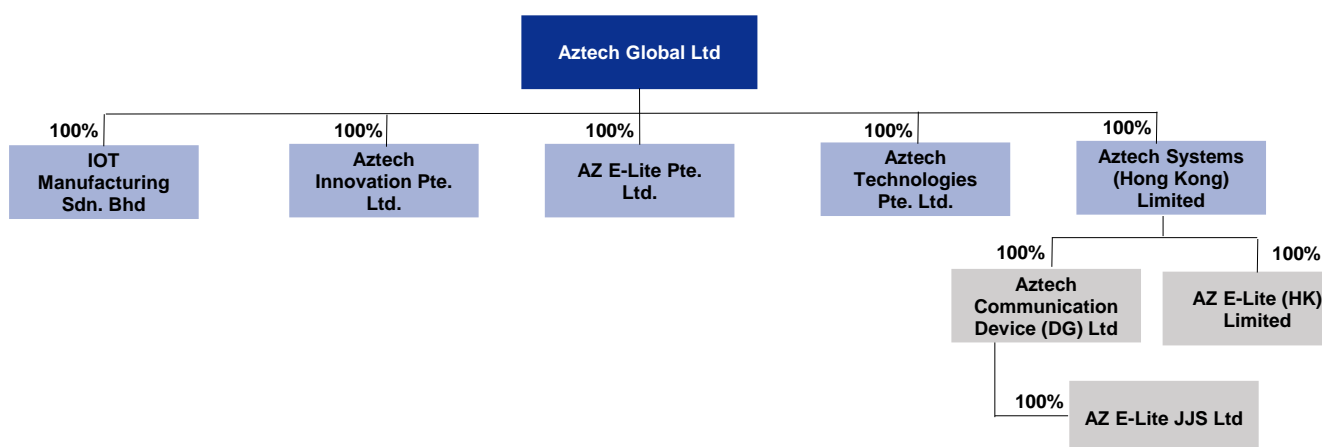 Aztech Global Ltd
100%
100%
100%
100%
100%
IOT
Manufacturing
Sdn. Bhd
Aztech
Innovation Pte.
Ltd.
AZ E-Lite Pte.
Ltd.
Aztech
Technologies
Pte. Ltd.
Aztech Systems
(Hong Kong)
Limited
100%
100%
Aztech
Communication
Device (DG) Ltd
AZ E-Lite (HK)
Limited
100%
AZ E-Lite JJS Ltd